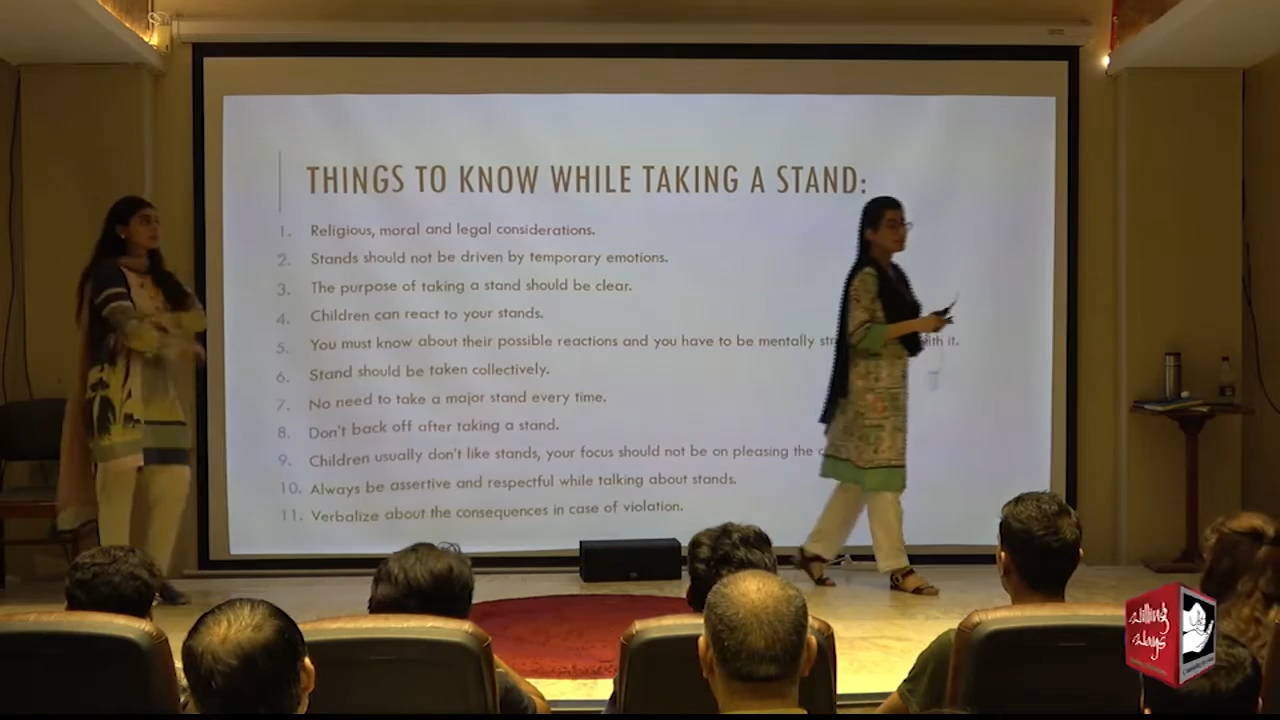 THINGS TO KNOW WHILE TAKING A STAND:
1. Religious, moral and legal considerations.
2. Stands should not be driven by temporary emotions.
3. The purpose of taking a stand should be clear.
4. Children can react to your stands.
5. You must know about their possible reactions and you have to be mentally with it.
6. Stand should be taken collectively.
7. No need to take a major stand every time.
8. Don't back off after taking a stand.
9. Children usually don't like stands, your focus should not be on pleasing the
10. Always be assertive and respectful while talking about stands.
11. Verbalize about the consequences in case of violation.
Willing
Ways